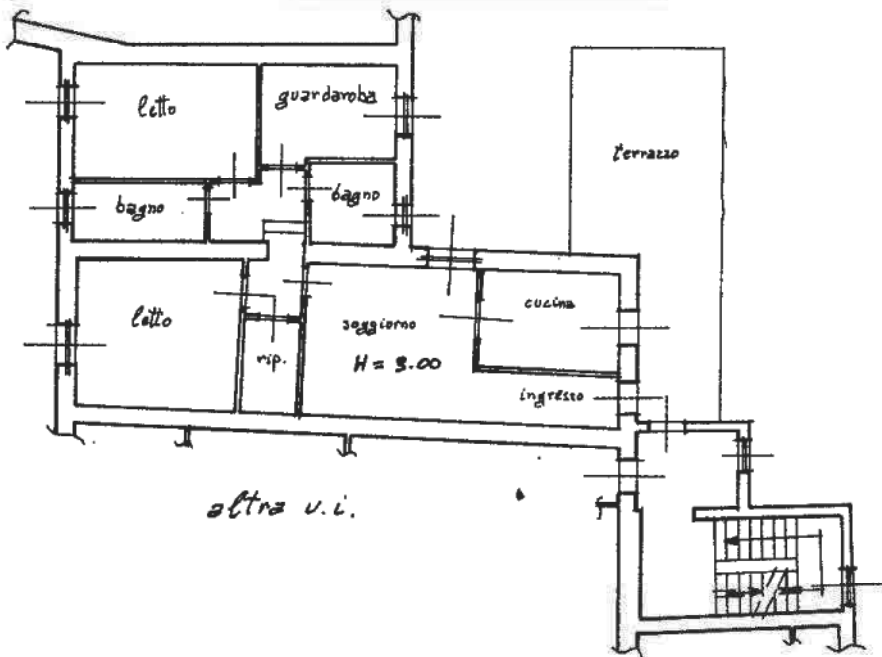 letto
guardaroba
terrazzo
bagno
bagno
letto
soggiorno
cucina
rip.
H = 3.00
ingresso
altra u.i.